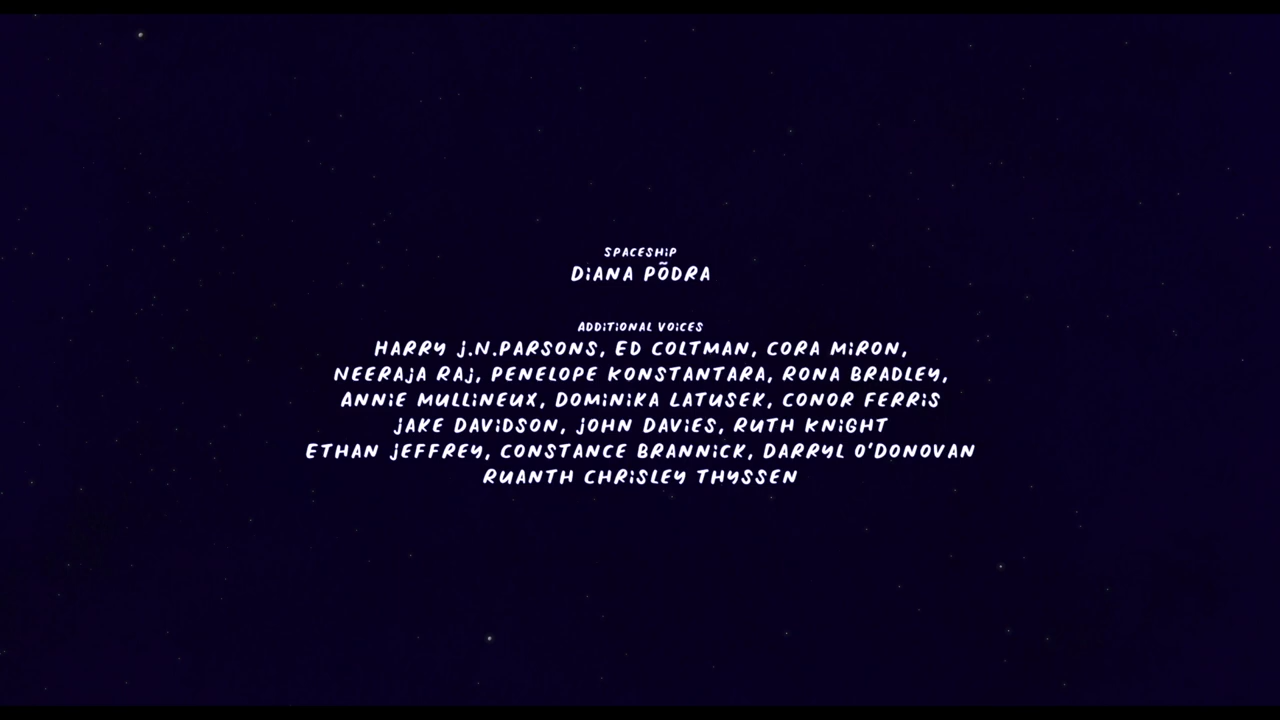 SPACESHiP
DiANA PÕDRA
ADDiTiONAL VOiCES
HARRY j.N.PARSONS, ED COLTMAN, CORA MiRON,
NEERAjA RAj, PENELOPE KONSTANTARA, RONA BRADLEY,
ANNiE MULLiNEUX, DOMiNiKA LATUSEK, CONOR FERRiS
jAKE DAViDSON, jOHN DAViES, RUTH KNiGHT
ETHAN jEFFREY, CONSTANCE BRANNiCK, DARRYL O'DONOVAN
RUANTH CHRiSLEY THYSSEN